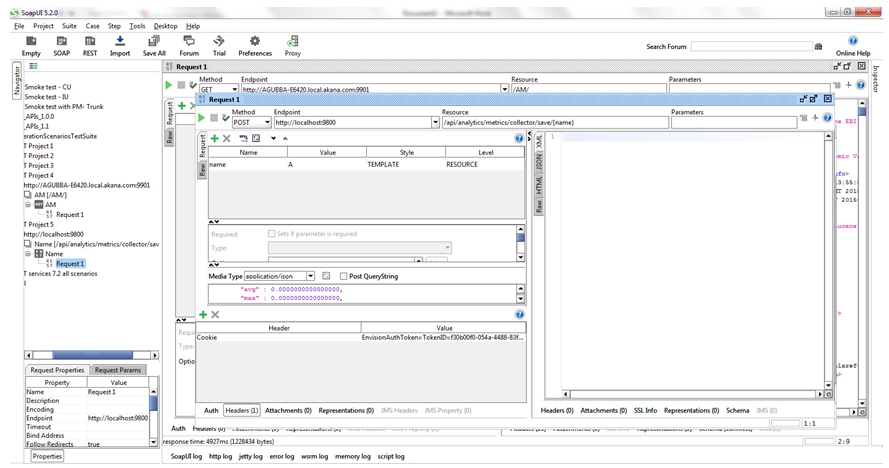 SoapUI 5.2.0
File Project Suite Case Step Tools Desktop Help
Empty SOAP REST Import Save All Forum Trial Preferences Proxy
Search Forum
Online Help
Navigator
Inspector
Smoke test - CU
Smoke test - IU
Smoke test with PM- Trunk
_APIs_1.0.0
_APIs_1.1
erationScenariosTestSuite
T Project 1
T Project 2
T Project 3
T Project 4
http://AGUBBA-E6420.local.akana.com:9901
AM [/AM/]
AM
Request 1
T Project 5
http://localhost:9800
Name [/api/analytics/metrics/collector/sav
Name
Request 1
T services 7.2 all scenarios
Request Properties Request Params
Property Value
Name Request 1
Description
Encoding
Endpoint http://localhost:9800
Timeout
Bind Address
Follow Redirects true
Properties
Request 1
Method Endpoint Resource Parameters
GET http://AGUBBA-E6420.local.akana.com:9901 /AM/
Request 1
Method Endpoint Resource Parameters
POST http://localhost:9800 /api/analytics/metrics/collector/save/{name}
Request
Raw
Name Value Style Level
name A TEMPLATE RESOURCE
Required: Sets if parameter is required
Type:
Media Type application/json Post QueryString
"avg" : 0.0000000000000000,
"max" : 0.0000000000000000,
Header Value
Cookie EnvisionAuthToken=TokenID=f30b00f0-054a-4488-83f...
Auth Headers (1) Attachments (0) Representations (0) JMS Headers JMS Property (0)
Raw HTML JSON XML
1
Headers (0) Attachments (0) SSL Info Representations (0) Schema JMS (0)
1:1
Request
Raw
Requ
Type:
Optio
Auth
response time: 4927ms (1228434 bytes)
2:9
SoapUI log http log jetty log error log wsrm log memory log script log